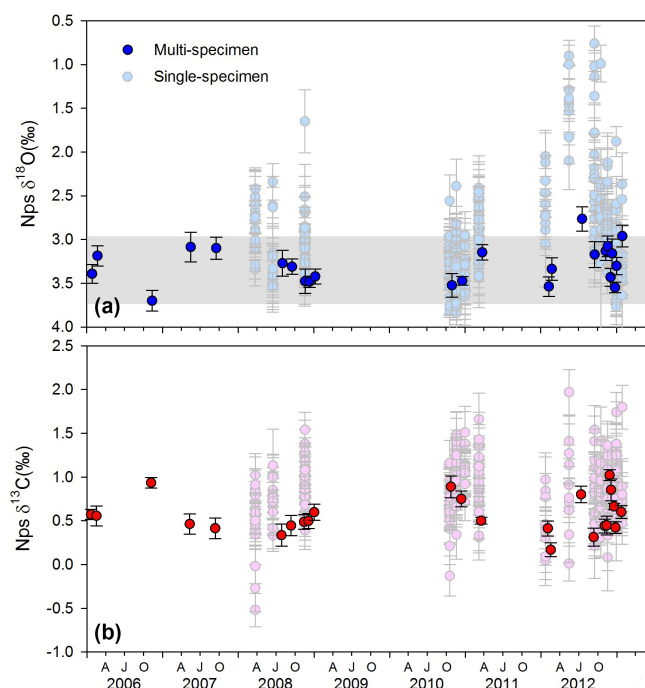 Nps δ18O(‰)
0.5
1.0
1.5
2.0
2.5
3.0
3.5
4.0
Multi-specimen
Single-specimen
(a)
Nps δ13C(‰)
2.5
2.0
1.5
1.0
0.5
0.0
-0.5
-1.0
(b)
A J O A J O A J O A J O A J O A J O A J O
2006 2007 2008 2009 2010 2011 2012